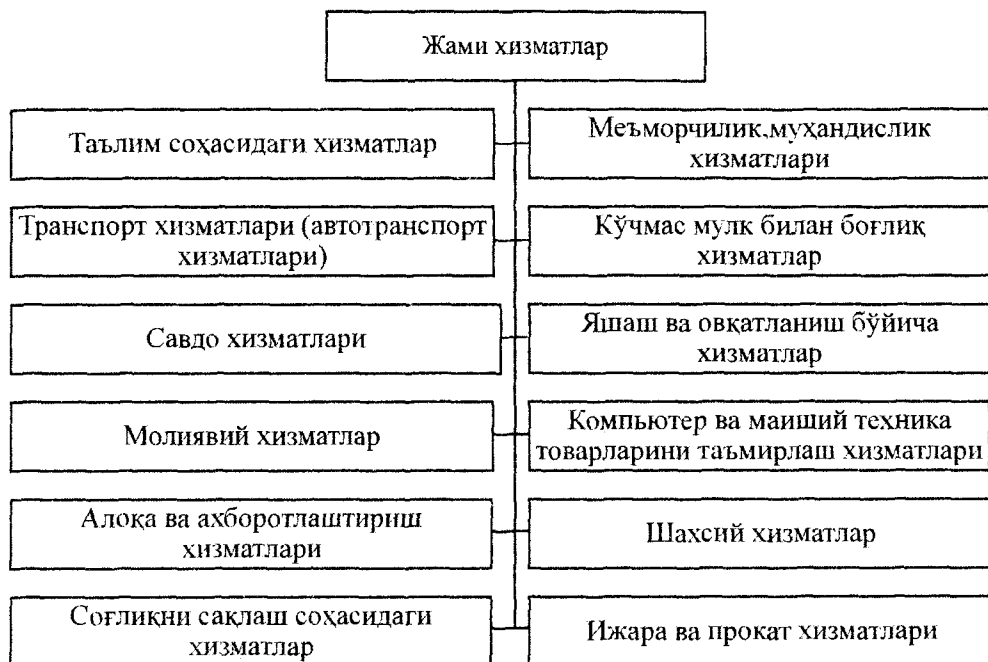 Жами хизматлар
Таълим соҳасидаги хизматлар
Меъморчилик,муҳандислик
хизматлари
Транспорт хизматлари (автотранспорт
хизматлари)
Кўчмас мулк билан боғлиқ
хизматлар
Савдо хизматлари
Яшаш ва овқатланиш бўйича
хизматлар
Молиявий хизматлар
Компьютер ва маиший техника
товарларини таъмирлаш хизматлари
Алоқа ва ахборотлаштириш
хизматлари
Шахсий хизматлар
Соғлиқни сақлаш соҳасидаги
хизматлар
Ижара ва прокат хизматлари